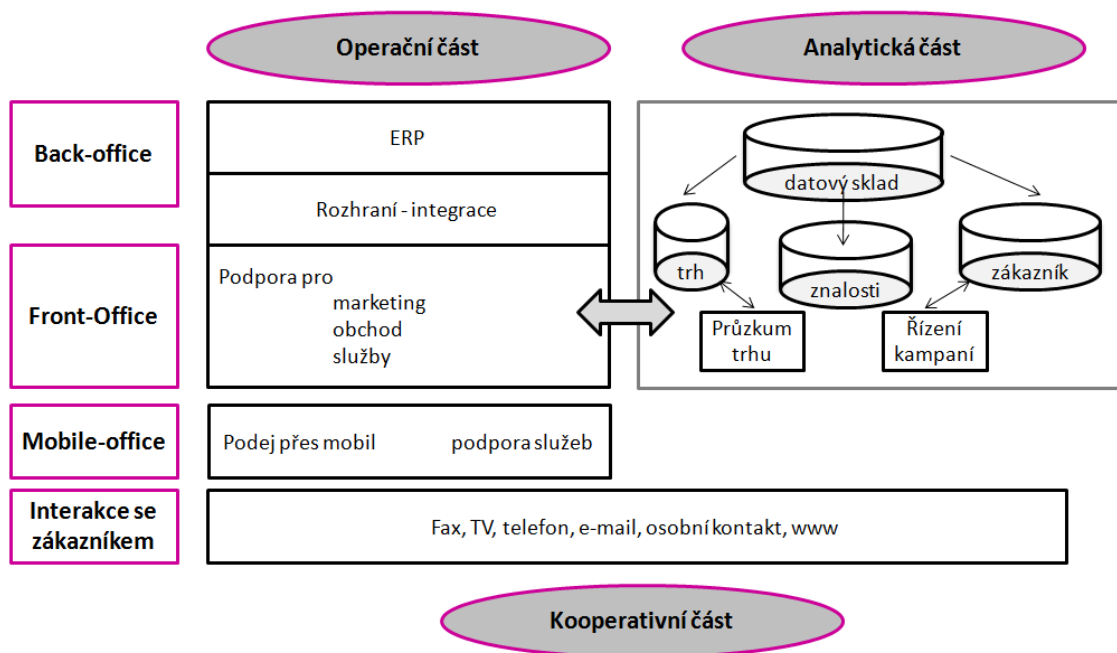 Operační část
Analytická část
Back-office
ERP
Rozhraní - integrace
datový sklad
trh
znalosti
zákazník
Front-Office
Podpora pro
marketing
obchod
služby
Průzkum
trhu
Řízení
kampaní
Mobile-office
Podej přes mobil
podpora služeb
Interakce se
zákazníkem
Fax, TV, telefon, e-mail, osobní kontakt, www
Kooperativní část